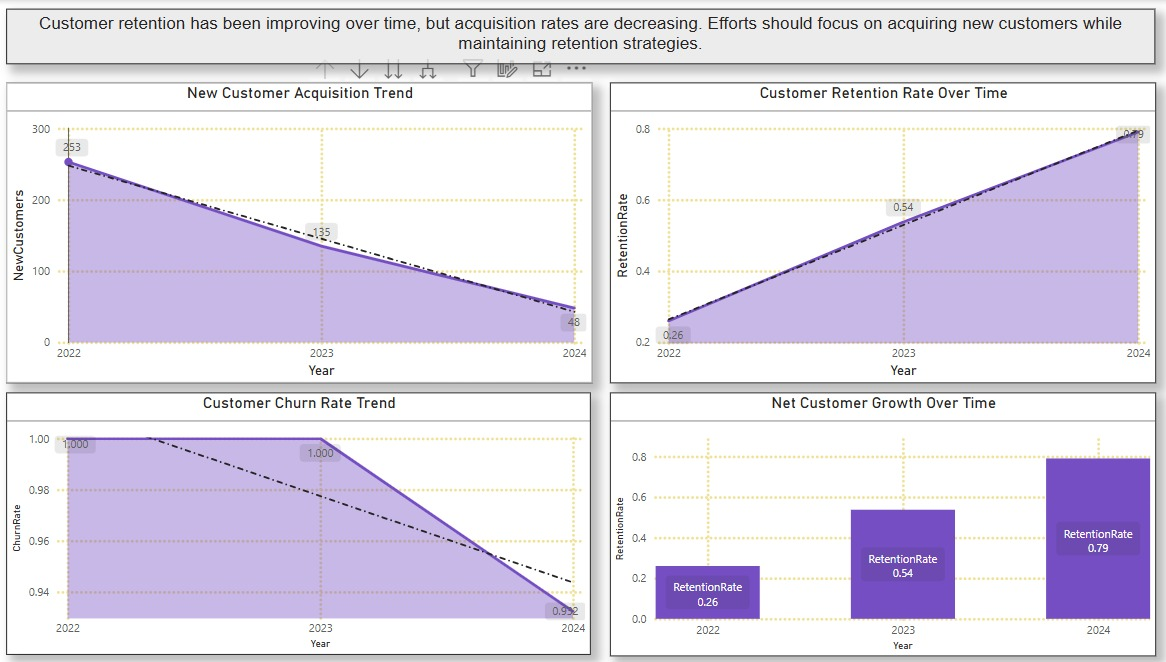 Customer retention has been improving over time, but acquisition rates are decreasing. Efforts should focus on acquiring new customers while
maintaining retention strategies.
New Customer Acquisition Trend
NewCustomers
300
200
100
0
253
135
48
2022
2023
2024
Year
Customer Retention Rate Over Time
RetentionRate
0.8
0.6
0.4
0.2
0.26
0.54
0.79
2022
2023
2024
Year
Customer Churn Rate Trend
ChurnRate
1.00
0.98
0.96
0.94
1.000
1.000
0.932
2022
2023
2024
Year
Net Customer Growth Over Time
RetentionRate
0.8
0.6
0.4
0.2
0.0
RetentionRate
0.26
RetentionRate
0.54
RetentionRate
0.79
2022
2023
2024
Year